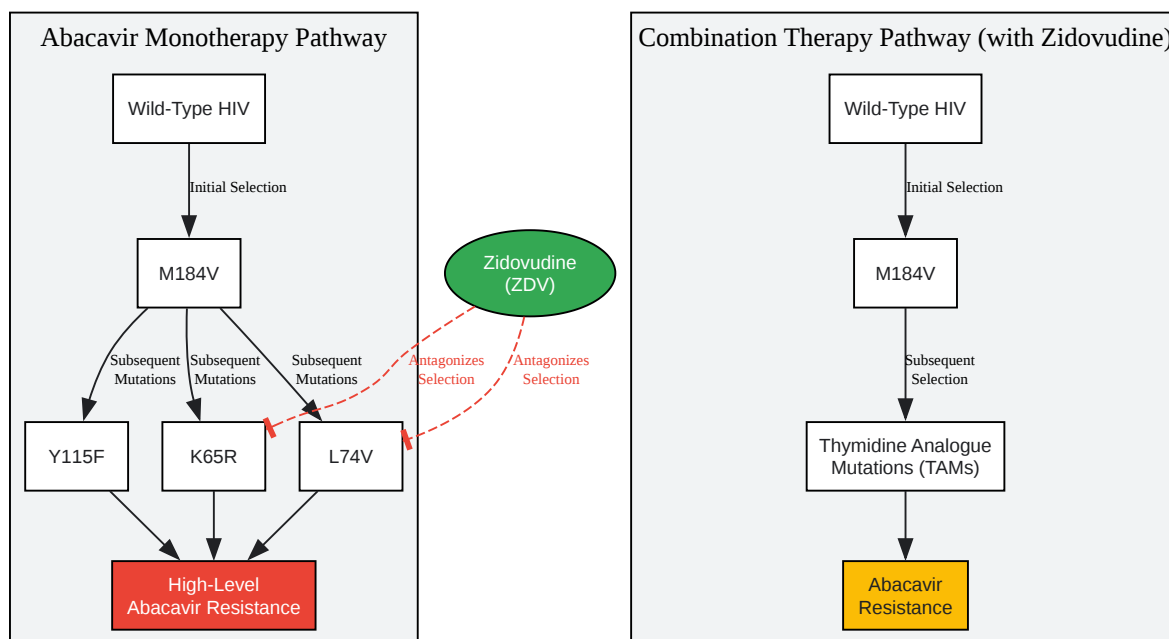 Abacavir Monotherapy Pathway
Wild-Type HIV
Initial Selection
M184V
Subsequent
Mutations
Subsequent
Mutations
Subsequent
Mutations
Y115F
K65R
L74V
High-Level
Abacavir Resistance
Zidovudine
(ZDV)
Antagonizes
Selection
Antagonizes
Selection
Combination Therapy Pathway (with Zidovudine)
Wild-Type HIV
Initial Selection
M184V
Subsequent
Selection
Thymidine Analogue
Mutations (TAMs)
Abacavir
Resistance